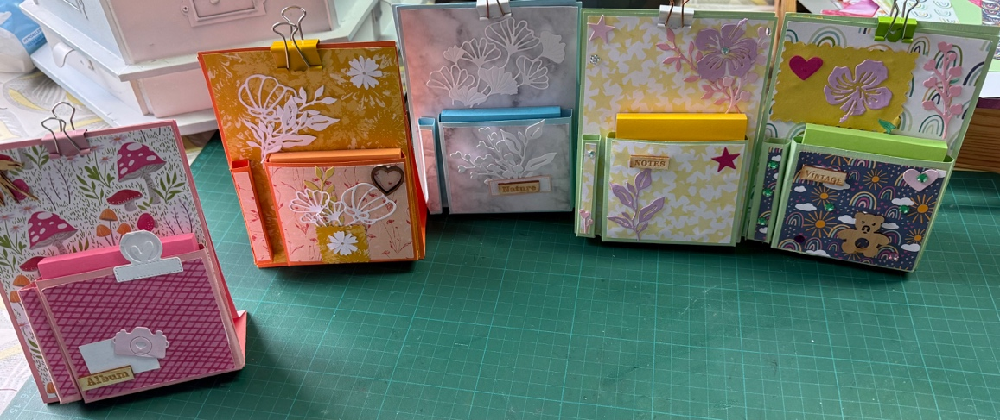 Album
Nature
NOTES
VINTAGE